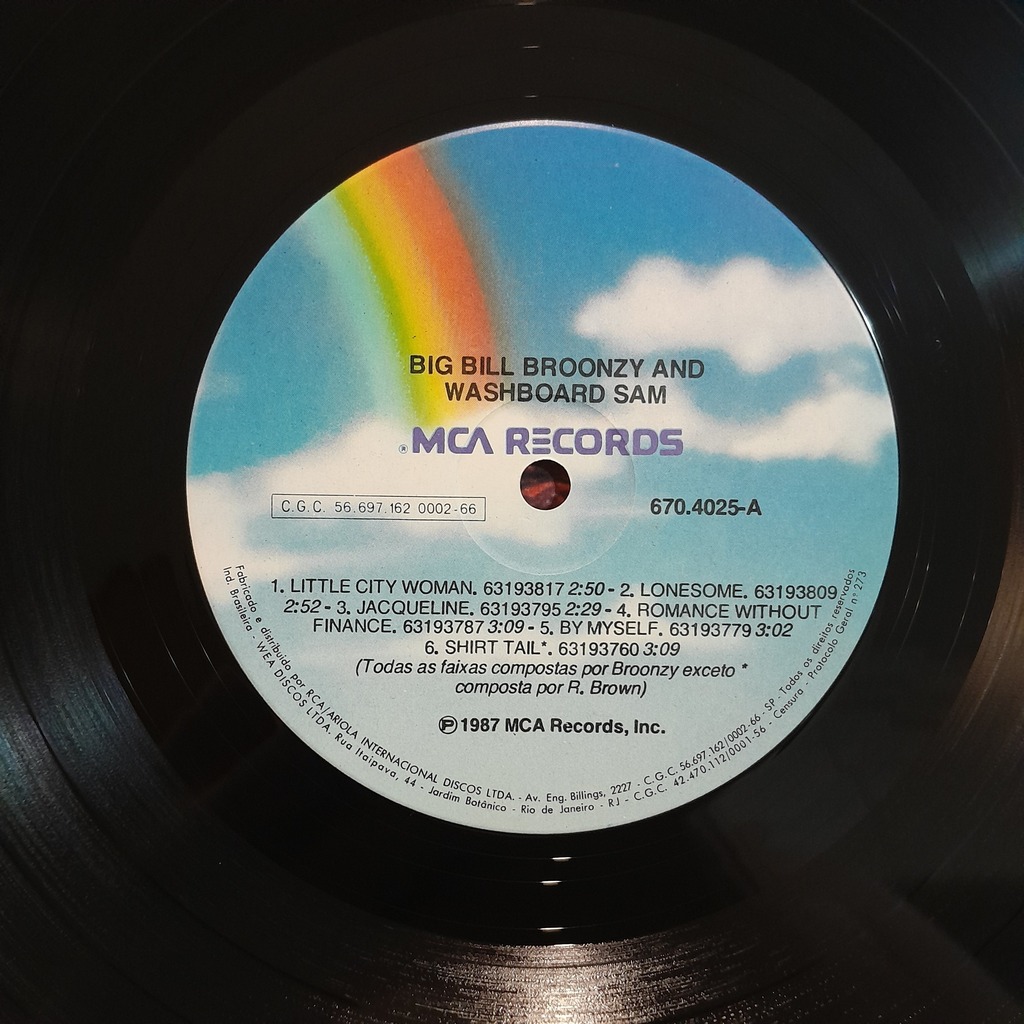 BIG BILL BROONZY AND
WASHBOARD SAM
® MCA RECORDS
C.G.C. 56.697.162 0002-66
670.4025-A
1. LITTLE CITY WOMAN. 63193817 2:50 - 2. LONESOME. 63193809
2:52 - 3. JACQUELINE. 63193795 2:29 - 4. ROMANCE WITHOUT
FINANCE. 63193787 3:09 - 5. BY MYSELF. 63193779 3:02
6. SHIRT TAIL*. 63193760 3:09
(Todas as faixas compostas por Broonzy exceto *
composta por R. Brown)
Ⓟ 1987 MCA Records, Inc.
Fabricado e distribuido por RCA/ARIOLA INTERNACIONAL DISCOS LTDA. - Av. Eng. Billings, 2227 - C.G.C. 56.697.162/0002-66 - SP - Todos os direitos reservados
Ind. Brasileira - WEA DISCOS LTDA. Rua Itaipava, 44 - Jardim Botânico - Rio de Janeiro - RJ - C.G.C. 42.470.112/0001-56 - Censura - Protocolo Geral n° 273